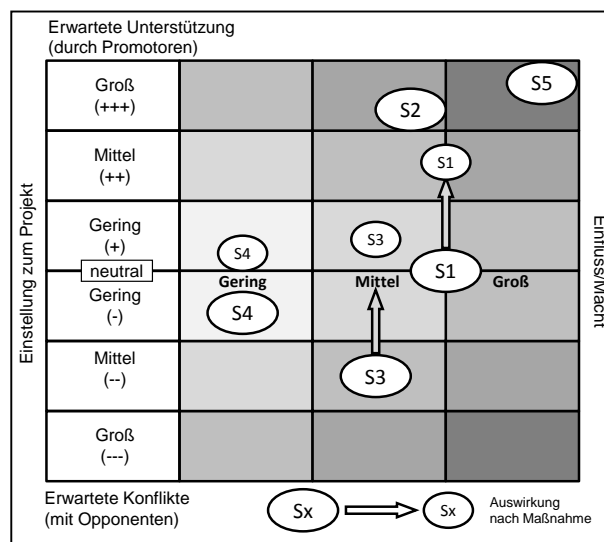 Erwartete Unterstützung
(durch Promotoren)
Einstellung zum Projekt
Einfluss/Macht
Groß
(+++)
S5
S2
Mittel
(++)
S1
Gering
(+)
S4
S3
neutral
Gering
Mittel
S1
Groß
Gering
(-)
S4
Mittel
(--)
S3
Groß
(---)
Erwartete Konflikte
(mit Opponenten)
Sx
Sx
Auswirkung
nach Maßnahme